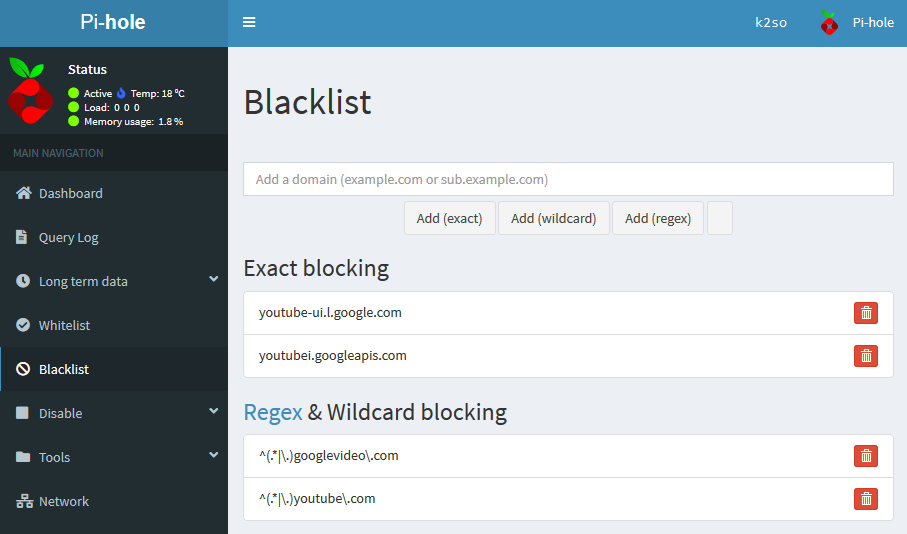 Pi-hole
k2so
Pi-hole
Status
Active Temp: 18 °C
Load: 0 0 0
Memory usage: 1.8 %
MAIN NAVIGATION
Dashboard
Query Log
Long term data
Whitelist
Blacklist
Disable
Tools
Network
Blacklist
Add a domain (example.com or sub.example.com)
Add (exact)
Add (wildcard)
Add (regex)
Exact blocking
youtube-ui.l.google.com
youtubei.googleapis.com
Regex & Wildcard blocking
^(.*|\.)googlevideo\.com
^(.*|\.)youtube\.com